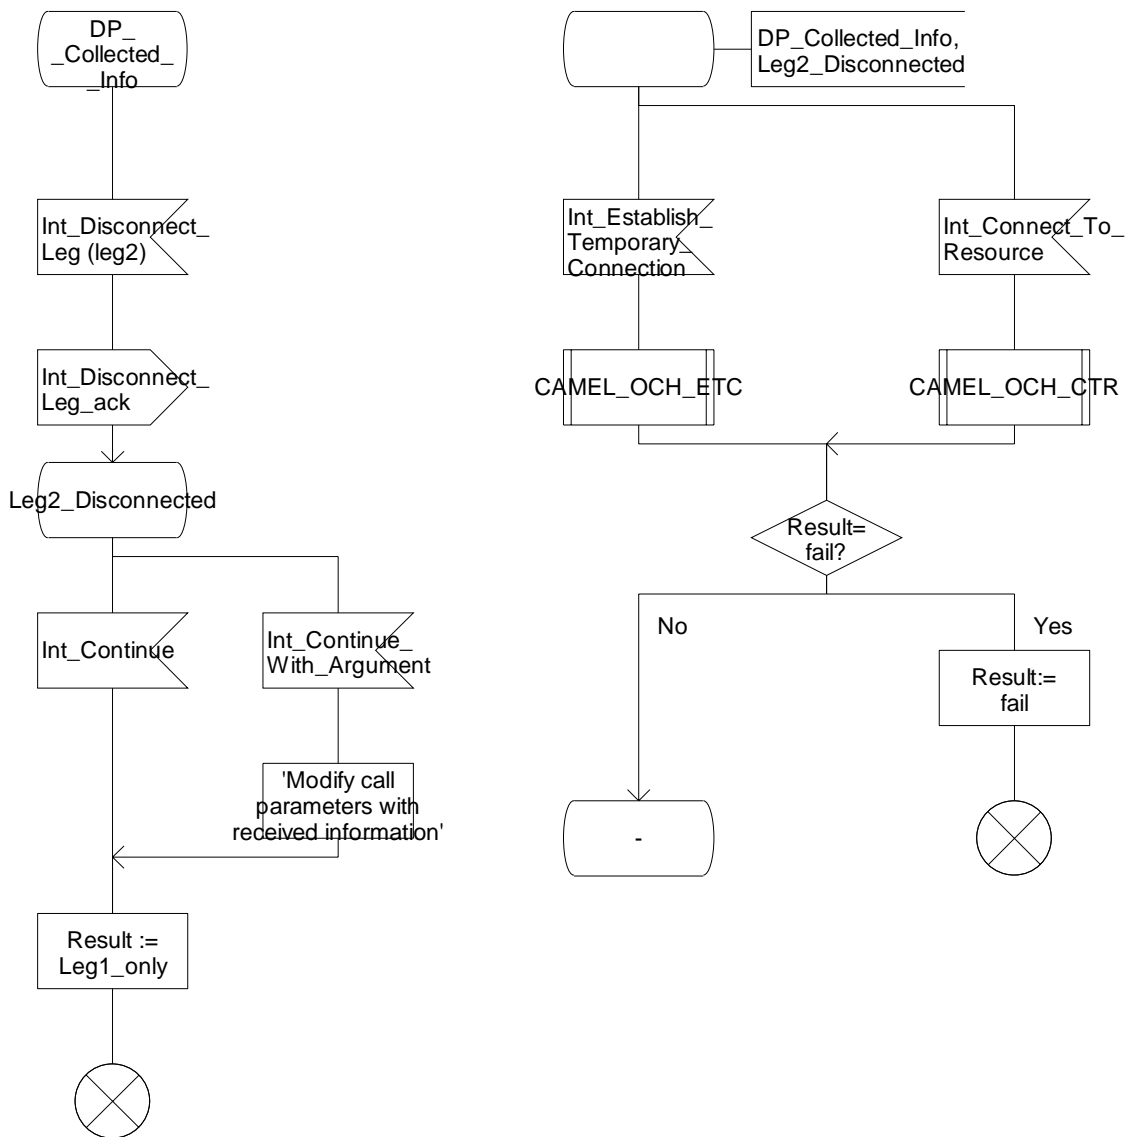 DP_
_Collected_
_Info
Int_Disconnect_
Leg (leg2)
Int_Disconnect_
Leg_ack
Leg2_Disconnected
Int_Continue
Int_Continue_
With_Argument
'Modify call
parameters with
received information'
Result :=
Leg1_only
DP_Collected_Info,
Leg2_Disconnected
Int_Establish_
Temporary_
Connection
Int_Connect_To_
Resource
CAMEL_OCH_ETC
CAMEL_OCH_CTR
Result=
fail?
No
Yes
Result:=
fail
-